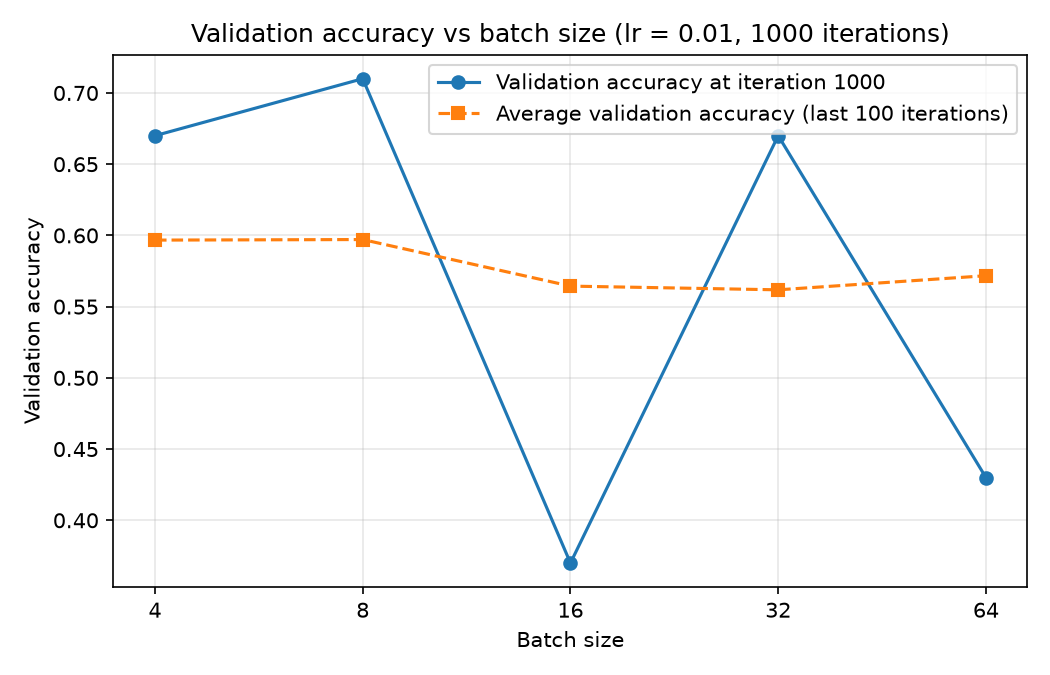 Validation accuracy vs batch size (lr = 0.01, 1000 iterations)
Validation accuracy at iteration 1000
Average validation accuracy (last 100 iterations)
Validation accuracy
0.70
0.65
0.60
0.55
0.50
0.45
0.40
4 8 16 32 64
Batch size